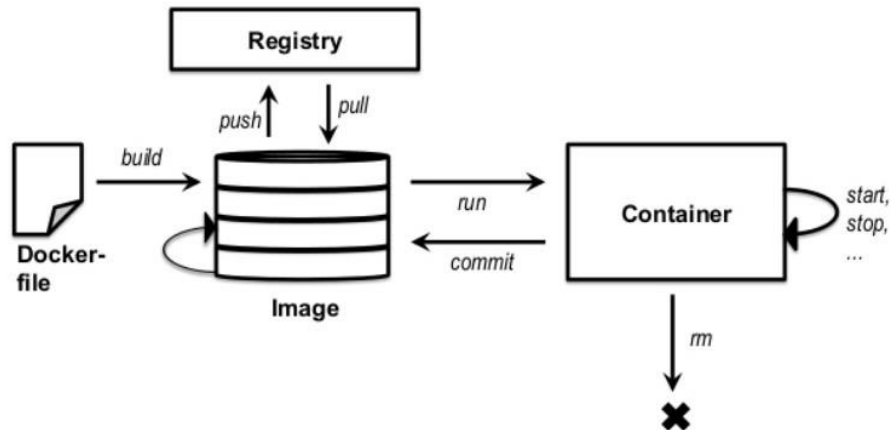 Registry
push
pull
build
run
commit
Container
start,
stop,
...
Docker-
file
Image
rm